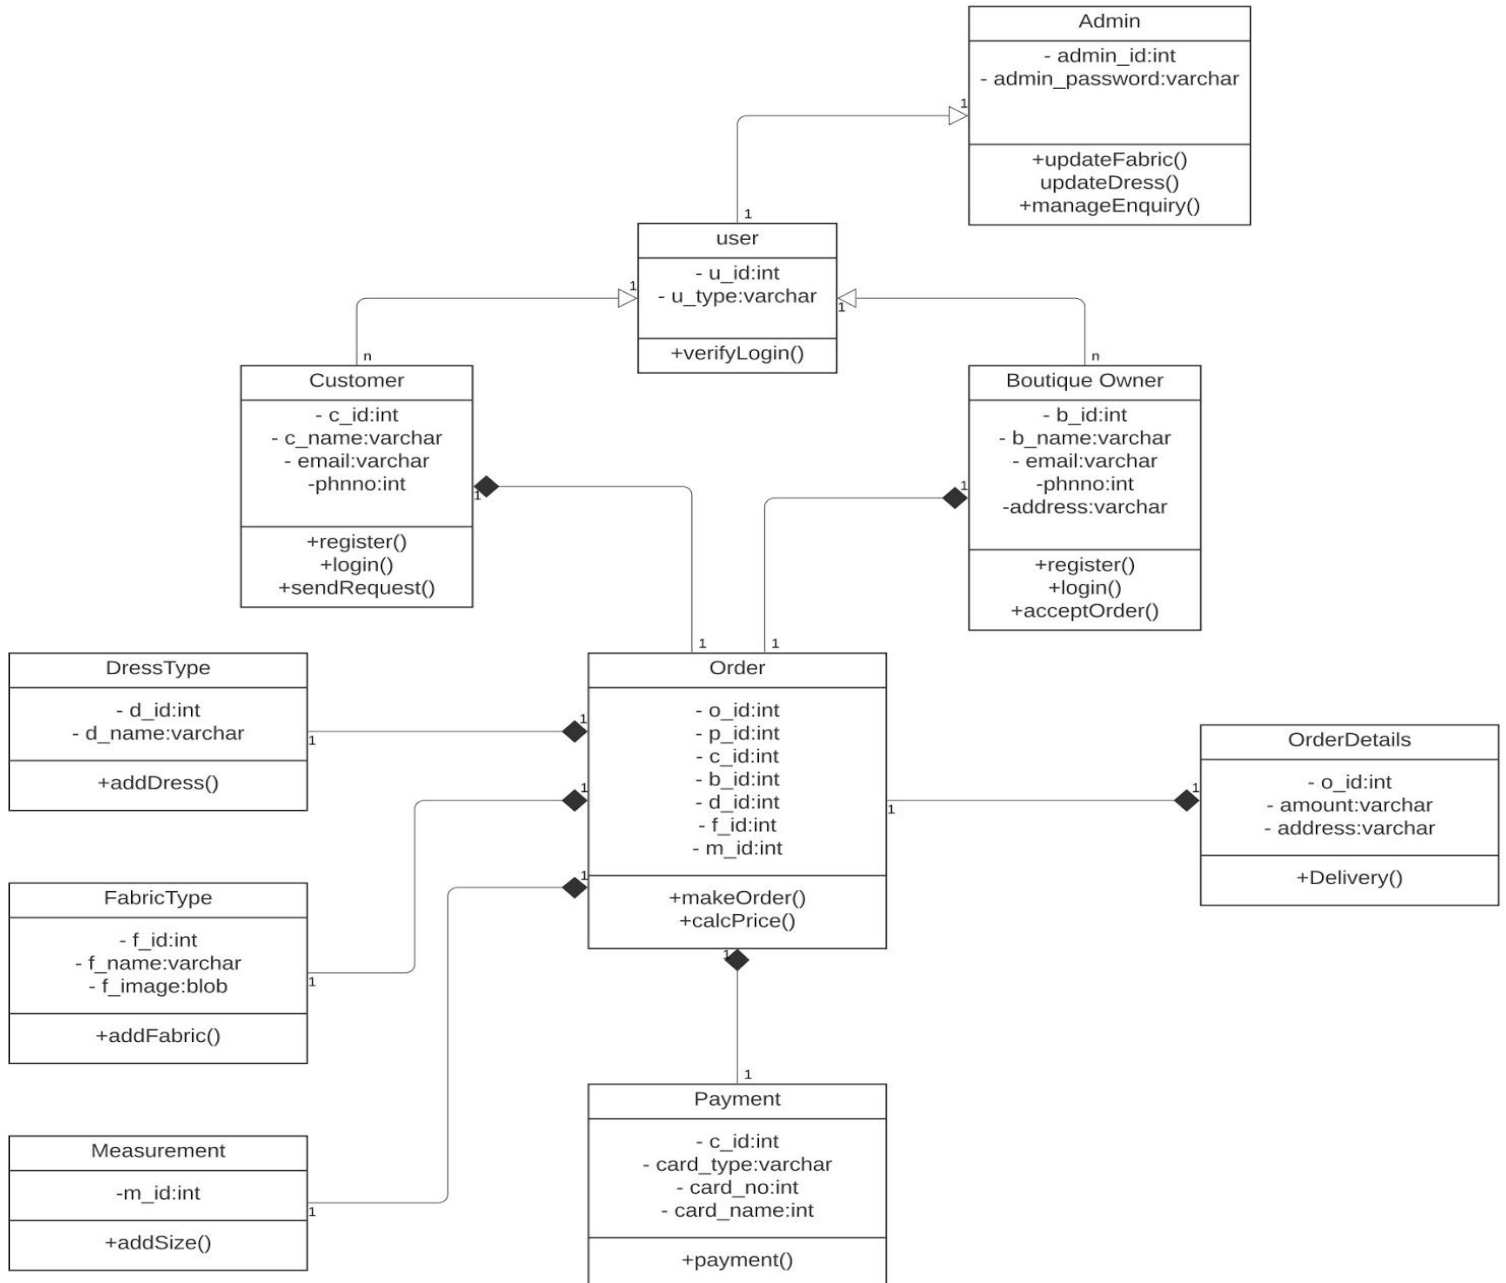 Admin
- admin_id:int
- admin_password:varchar
1
+updateFabric()
updateDress()
+manageEnquiry()
1
user
- u_id:int
- u_type:varchar
1
1
+verifyLogin()
n
n
Customer
- c_id:int
- c_name:varchar
- email:varchar
-phnno:int
1
+register()
+login()
+sendRequest()
Boutique Owner
- b_id:int
- b_name:varchar
- email:varchar
-phnno:int
-address:varchar
1
+register()
+login()
+acceptOrder()
1
1
DressType
- d_id:int
- d_name:varchar
1
+addDress()
Order
- o_id:int
- p_id:int
- c_id:int
- b_id:int
- d_id:int
- f_id:int
- m_id:int
1
1
1
1
+makeOrder()
+calcPrice()
1
OrderDetails
- o_id:int
- amount:varchar
- address:varchar
1
+Delivery()
FabricType
- f_id:int
- f_name:varchar
- f_image:blob
1
+addFabric()
1
Payment
- c_id:int
- card_type:varchar
- card_no:int
- card_name:int
+payment()
Measurement
-m_id:int
1
+addSize()